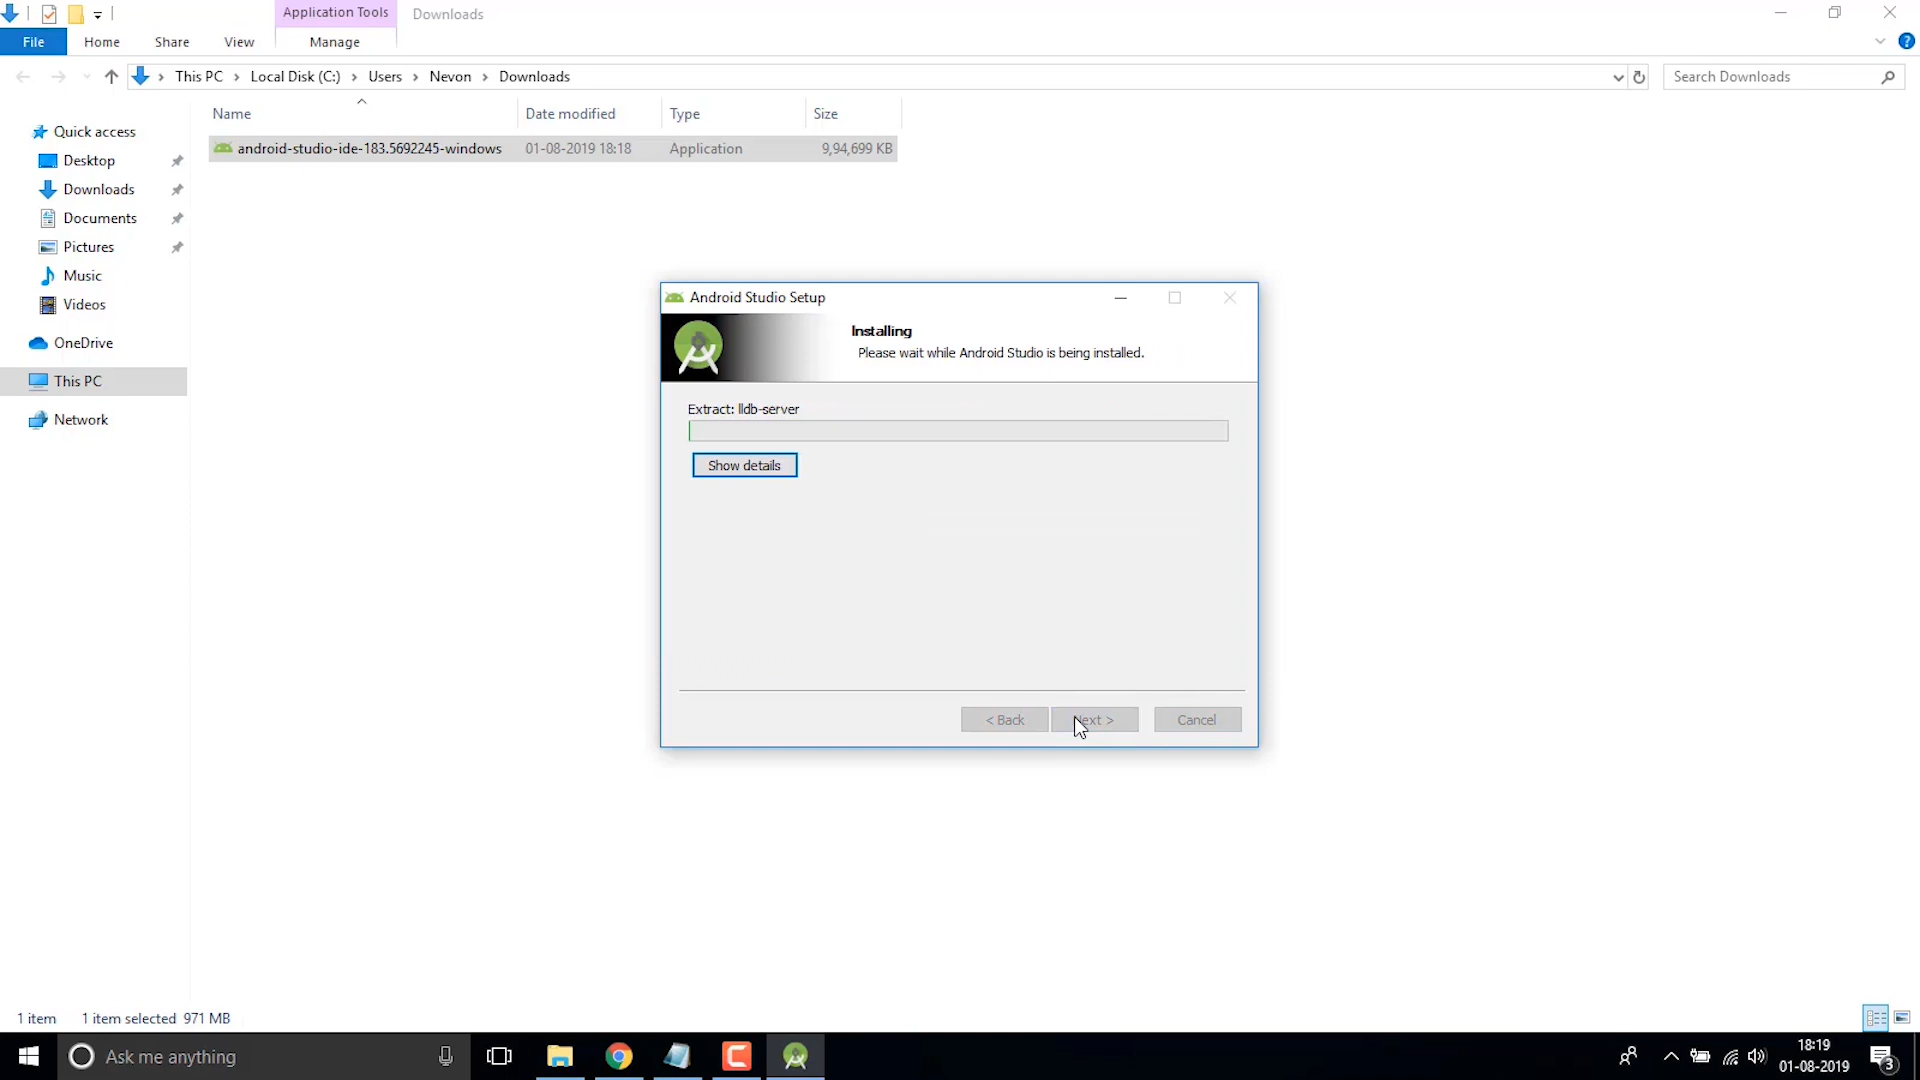 Application Tools
Downloads
File
Home
Share
View
Manage
This PC
Local Disk (C:)
Users
Nevon
Downloads
Search Downloads
Name
Date modified
Type
Size
android-studio-ide-183.5692245-windows
01-08-2019 18:18
Application
9,94,699 KB
Quick access
Desktop
Downloads
Documents
Pictures
Music
Videos
OneDrive
This PC
Network
Android Studio Setup
Installing
Please wait while Android Studio is being installed.
Extract: lldb-server
Show details
< Back
Next >
Cancel
1 item
1 item selected 971 MB
Ask me anything
18:19
01-08-2019
3